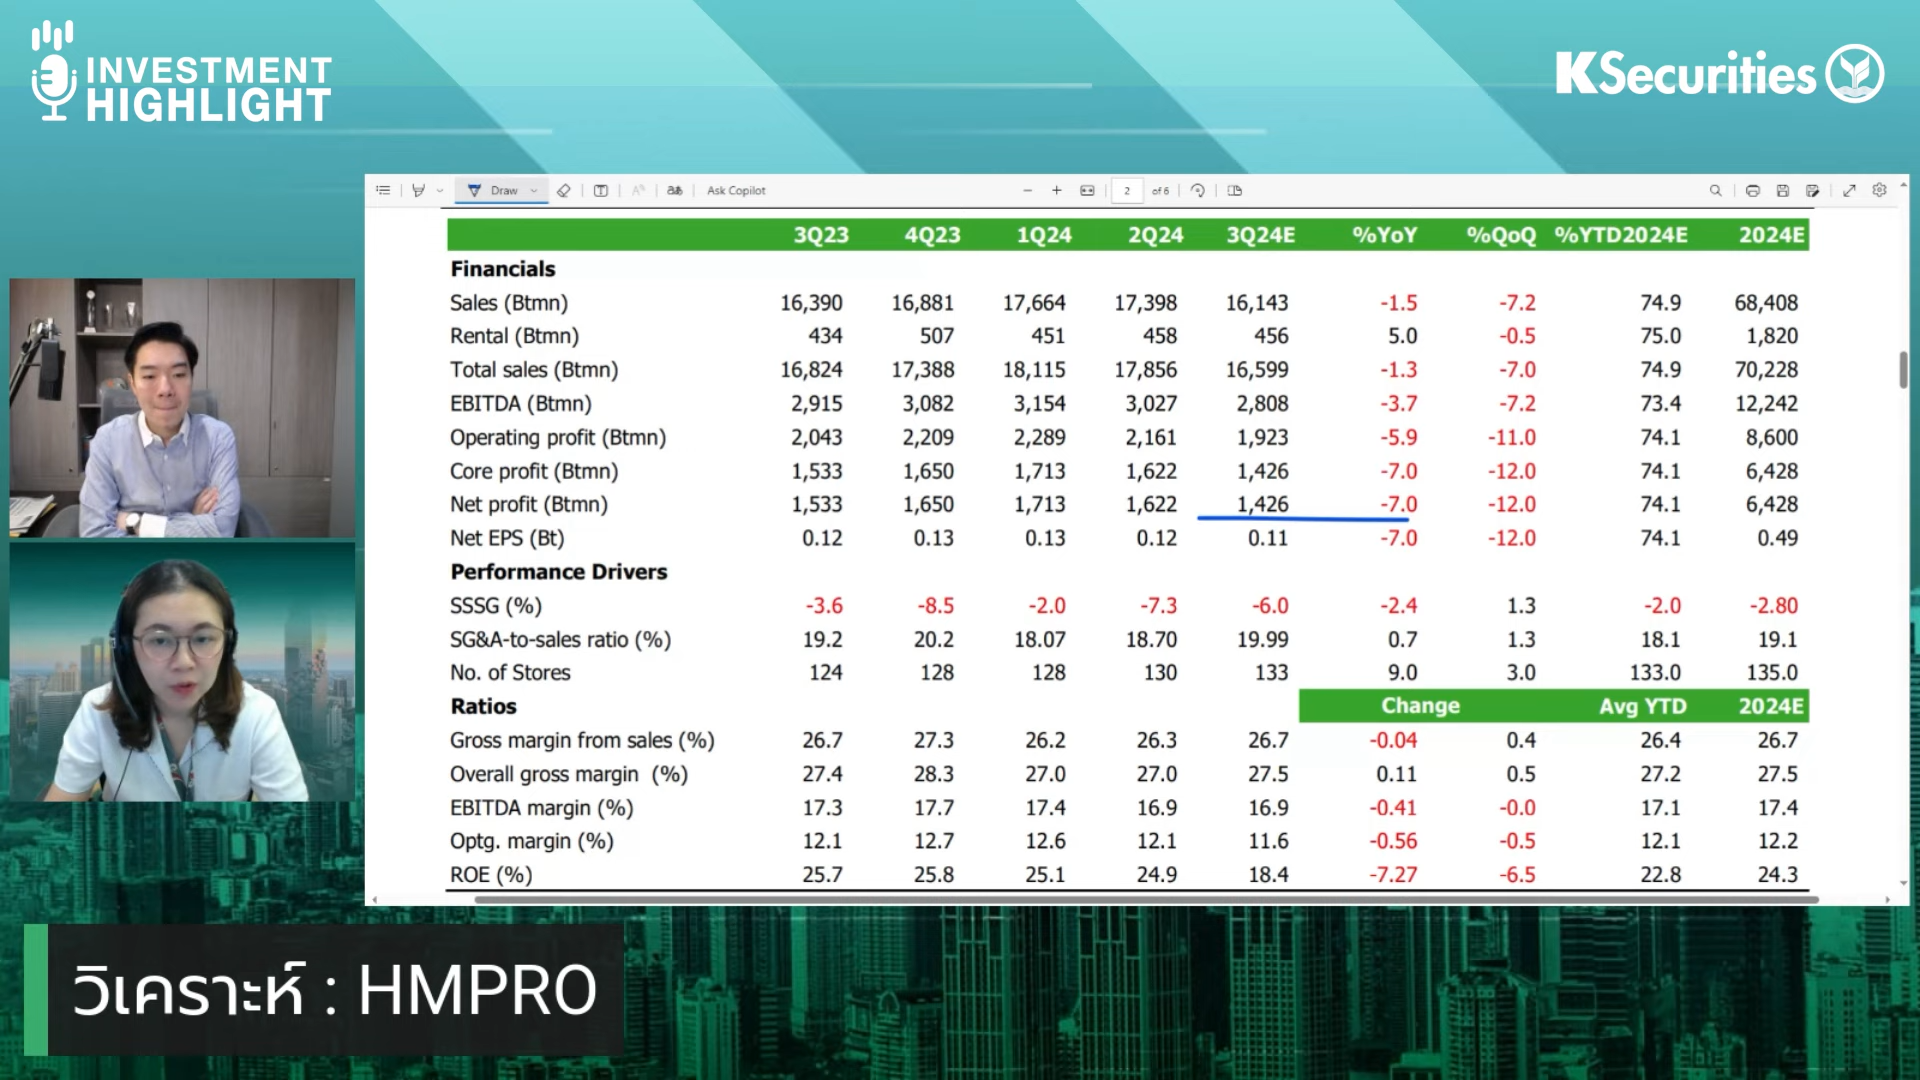 INVESTMENT
HIGHLIGHT
KSecurities
Draw
Ask Copilot
2 of 6
3Q23 4Q23 1Q24 2Q24 3Q24E %YoY %QoQ %YTD2024E 2024E
Financials
Sales (Btmn) 16,390 16,881 17,664 17,398 16,143 -1.5 -7.2 74.9 68,408
Rental (Btmn) 434 507 451 458 456 5.0 -0.5 75.0 1,820
Total sales (Btmn) 16,824 17,388 18,115 17,856 16,599 -1.3 -7.0 74.9 70,228
EBITDA (Btmn) 2,915 3,082 3,154 3,027 2,808 -3.7 -7.2 73.4 12,242
Operating profit (Btmn) 2,043 2,209 2,289 2,161 1,923 -5.9 -11.0 74.1 8,600
Core profit (Btmn) 1,533 1,650 1,713 1,622 1,426 -7.0 -12.0 74.1 6,428
Net profit (Btmn) 1,533 1,650 1,713 1,622 1,426 -7.0 -12.0 74.1 6,428
Net EPS (Bt) 0.12 0.13 0.13 0.12 0.11 -7.0 -12.0 74.1 0.49
Performance Drivers
SSSG (%) -3.6 -8.5 -2.0 -7.3 -6.0 -2.4 1.3 -2.0 -2.80
SG&A-to-sales ratio (%) 19.2 20.2 18.07 18.70 19.99 0.7 1.3 18.1 19.1
No. of Stores 124 128 128 130 133 9.0 3.0 133.0 135.0
Ratios Change Avg YTD 2024E
Gross margin from sales (%) 26.7 27.3 26.2 26.3 26.7 -0.04 0.4 26.4 26.7
Overall gross margin (%) 27.4 28.3 27.0 27.0 27.5 0.11 0.5 27.2 27.5
EBITDA margin (%) 17.3 17.7 17.4 16.9 16.9 -0.41 -0.0 17.1 17.4
Optg. margin (%) 12.1 12.7 12.6 12.1 11.6 -0.56 -0.5 12.1 12.2
ROE (%) 25.7 25.8 25.1 24.9 18.4 -7.27 -6.5 22.8 24.3
วิเคราะห์ : HMPRO